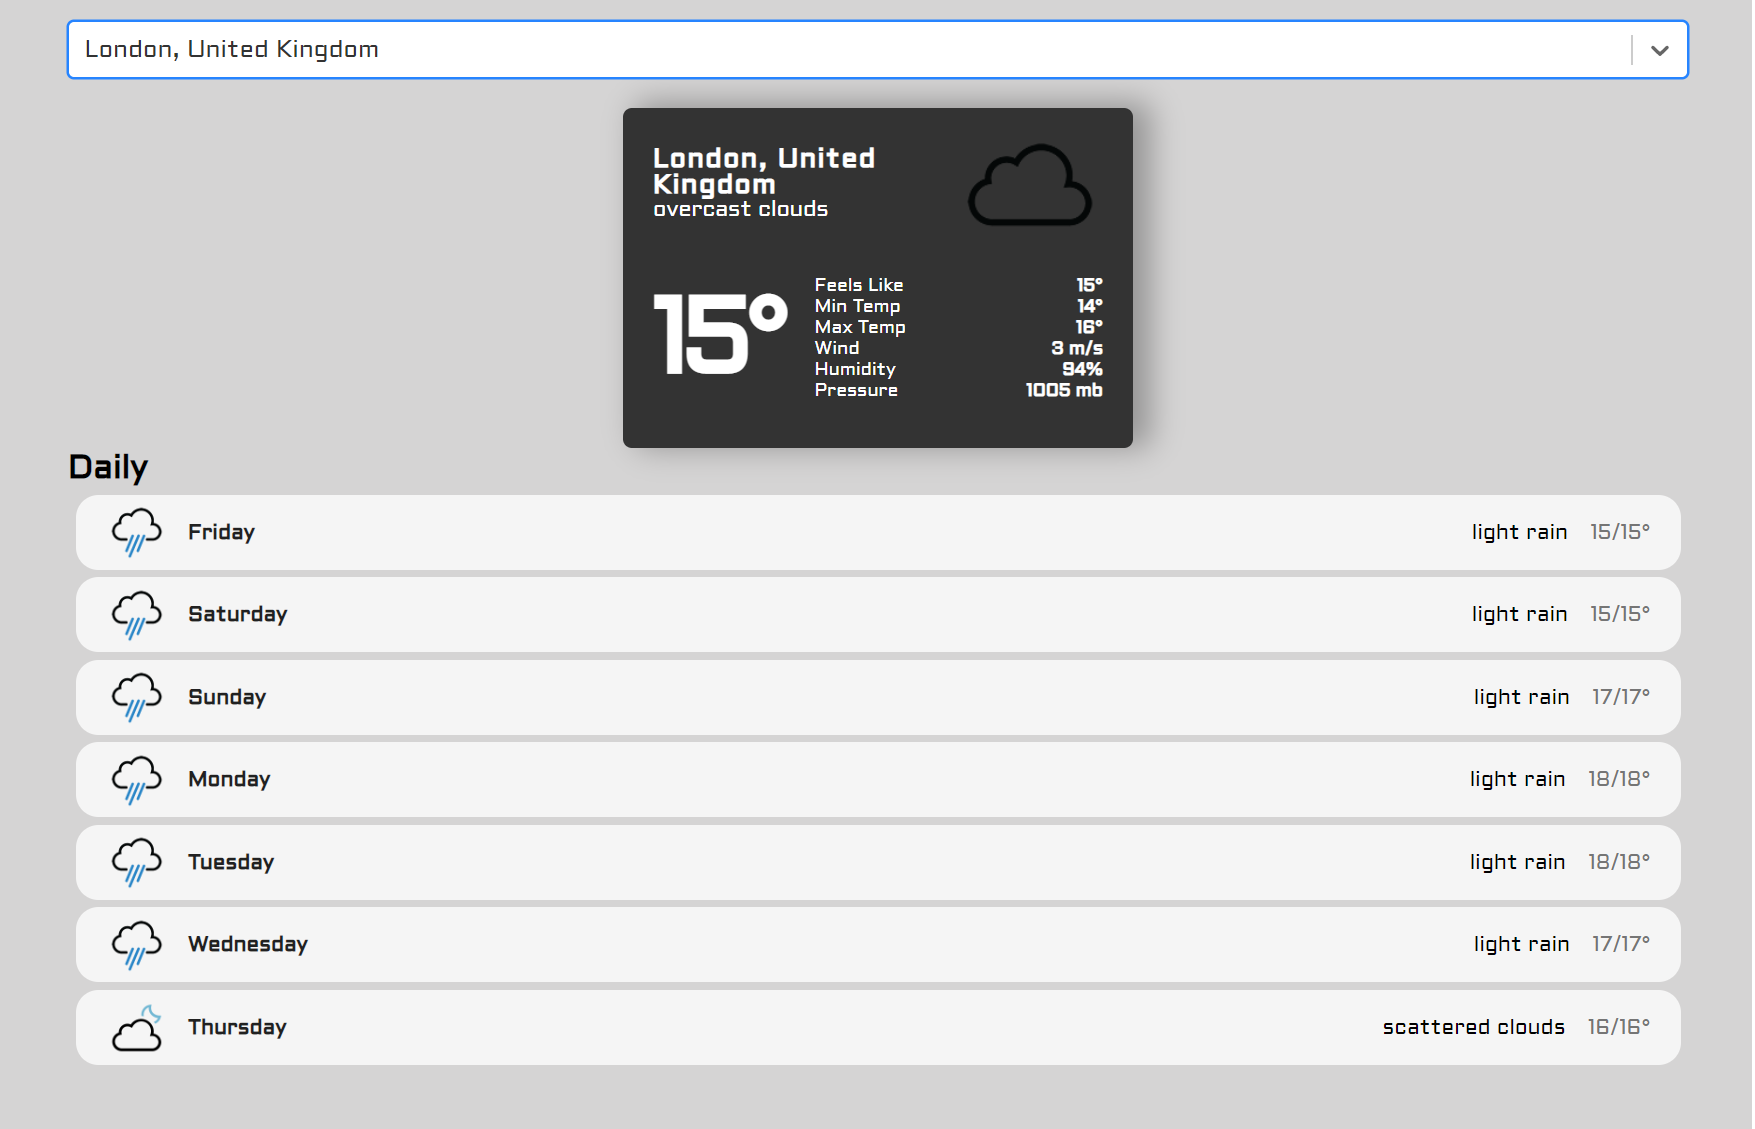 London, United Kingdom
London, United
Kingdom
overcast clouds
15°
Feels Like 15°
Min Temp 14°
Max Temp 16°
Wind 3 m/s
Humidity 94%
Pressure 1005 mb
Daily
Friday light rain 15/15°
Saturday light rain 15/15°
Sunday light rain 17/17°
Monday light rain 18/18°
Tuesday light rain 18/18°
Wednesday light rain 17/17°
Thursday scattered clouds 16/16°